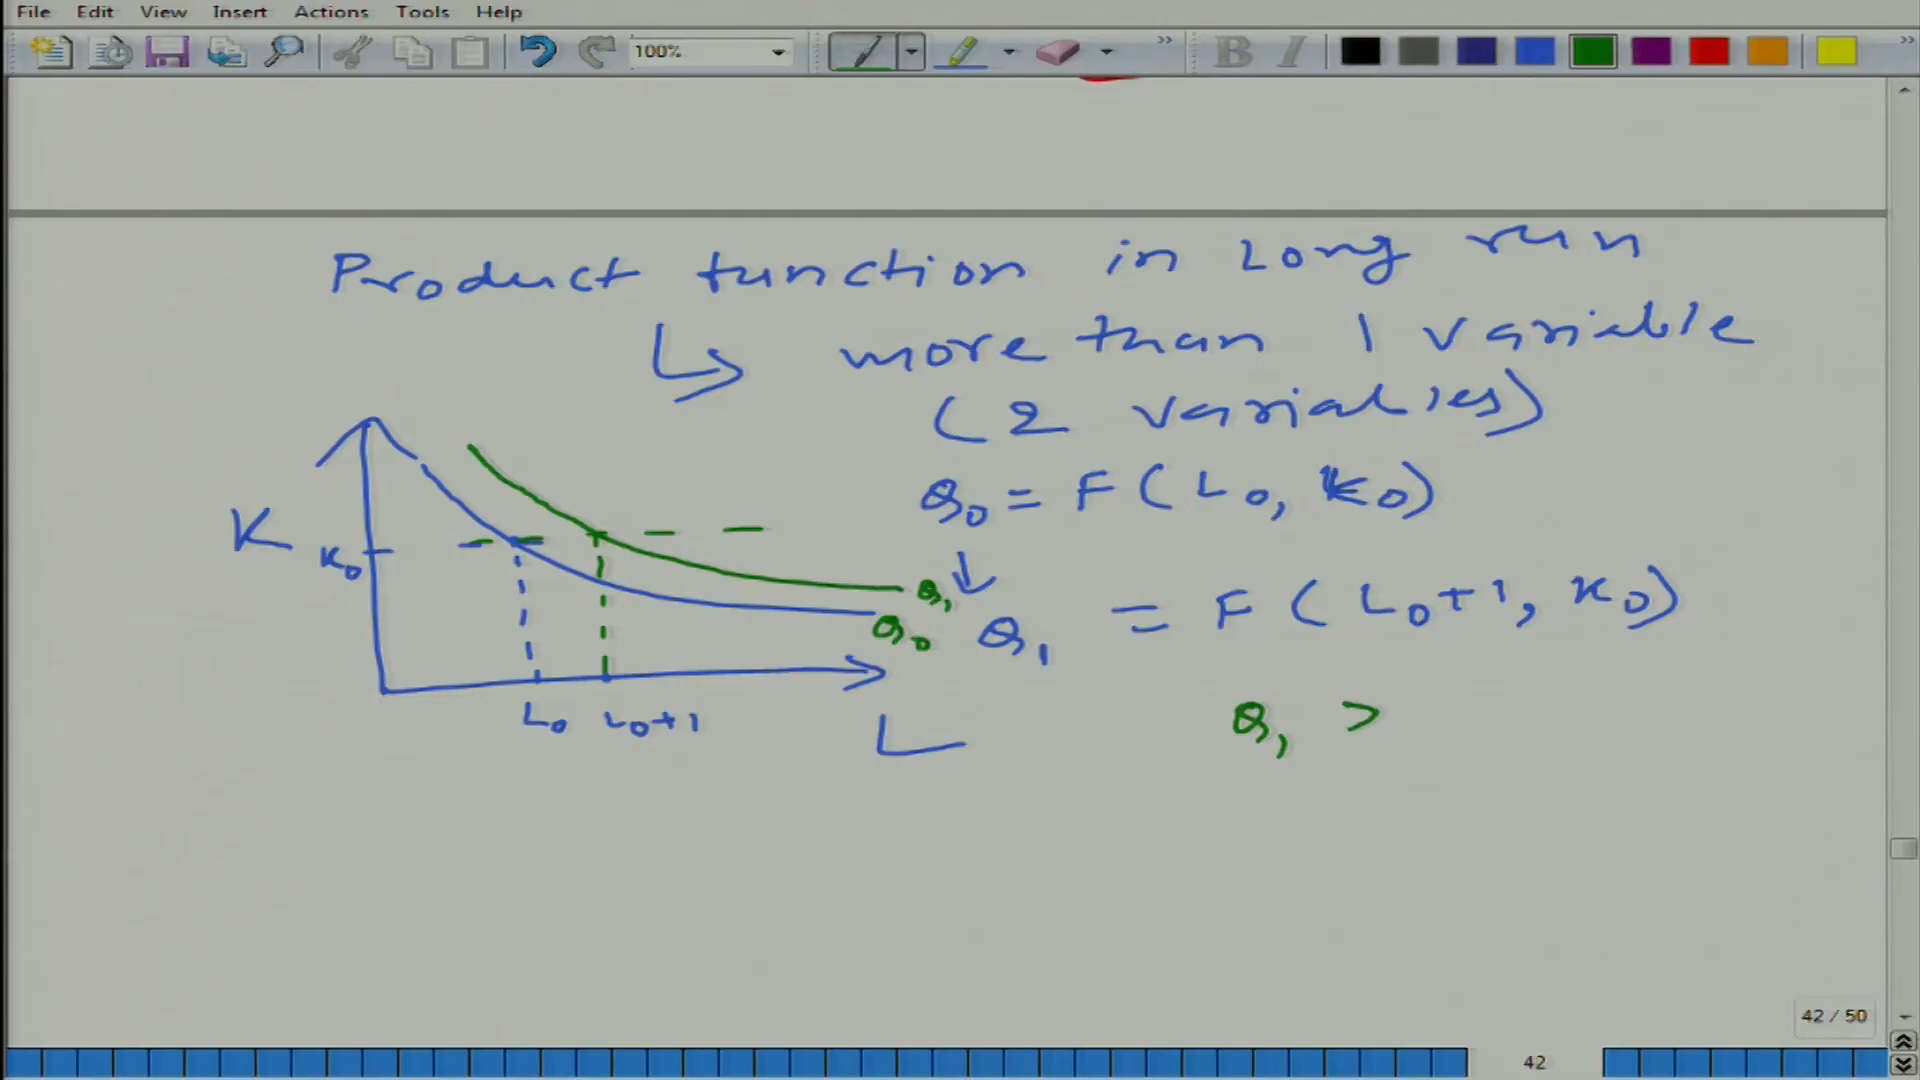 File Edit View Insert Actions Tools Help
100%
B I
Product function in Long run
↳ more than 1 variable
(2 variables)
Q₀ = F(L₀, K₀)
↓
Q₁ = F(L₀+1, K₀)
Q₁ >
K
K₀
Q₁
Q₀
L₀ L₀+1
L
42 / 50
42